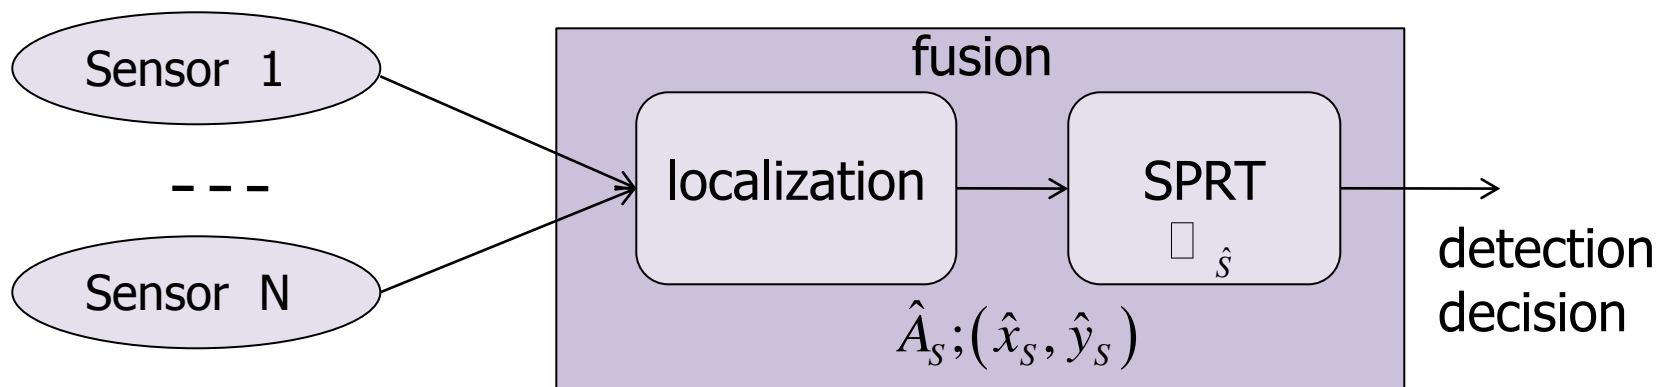 Sensor 1
---
Sensor N
fusion
localization
SPRT
□ ŝ
Â_S;(x̂_S, ŷ_S)
detection
decision